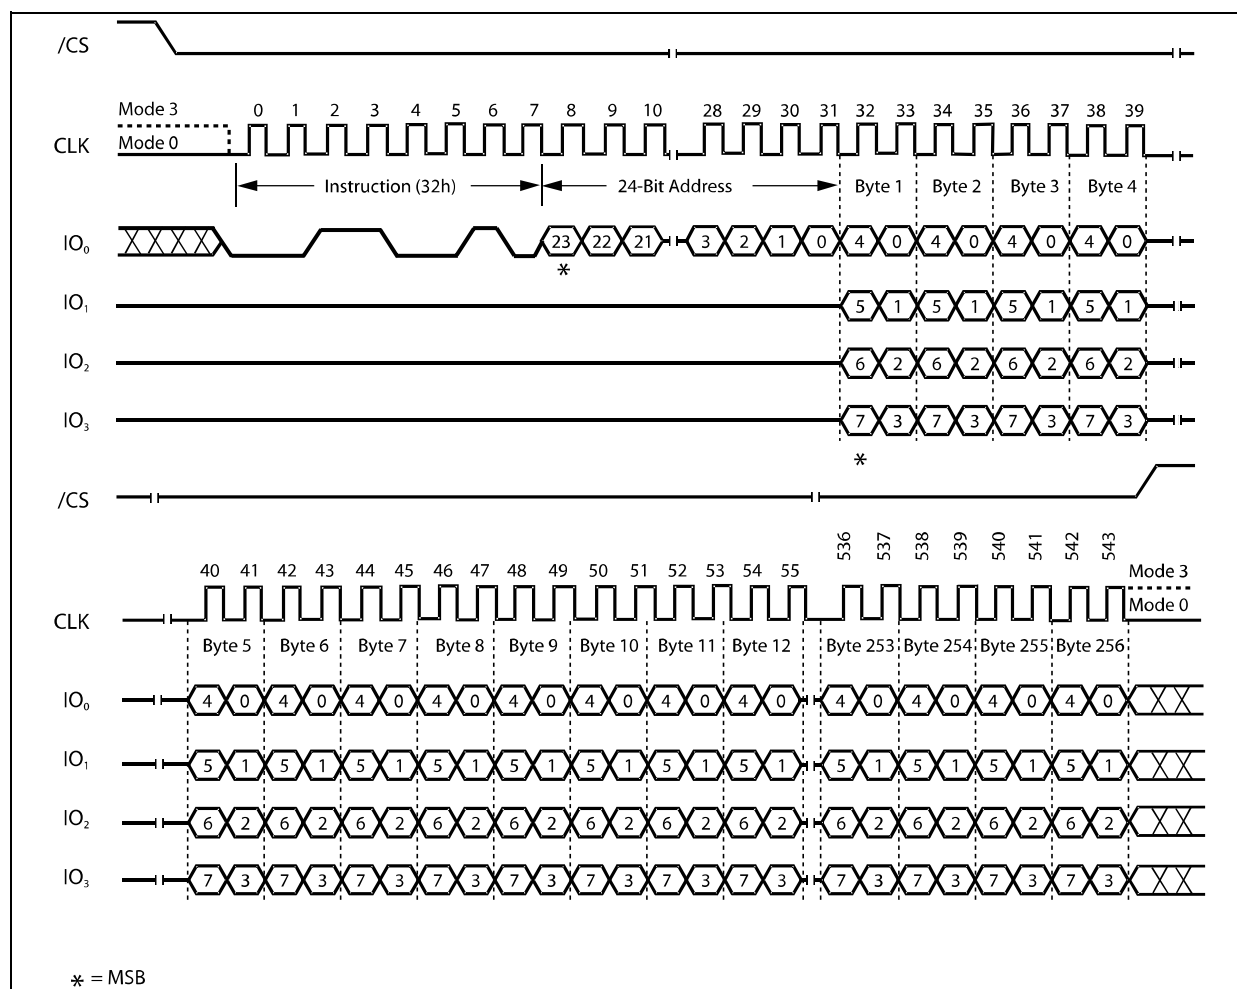 /CS
Mode 3
0 1 2 3 4 5 6 7 8 9 10 28 29 30 31 32 33 34 35 36 37 38 39
CLK
Mode 0
Instruction (32h) 24-Bit Address Byte 1 Byte 2 Byte 3 Byte 4
IO₀ 23 22 21 3 2 1 0 4 0 4 0 4 0 4 0
*
IO₁ 5 1 5 1 5 1 5 1
IO₂ 6 2 6 2 6 2 6 2
IO₃ 7 3 7 3 7 3 7 3
*
/CS
40 41 42 43 44 45 46 47 48 49 50 51 52 53 54 55 536 537 538 539 540 541 542 543
Mode 3
CLK
Mode 0
Byte 5 Byte 6 Byte 7 Byte 8 Byte 9 Byte 10 Byte 11 Byte 12 Byte 253 Byte 254 Byte 255 Byte 256
IO₀ 4 0 4 0 4 0 4 0 4 0 4 0 4 0 4 0 4 0 4 0 4 0 4 0
IO₁ 5 1 5 1 5 1 5 1 5 1 5 1 5 1 5 1 5 1 5 1 5 1 5 1
IO₂ 6 2 6 2 6 2 6 2 6 2 6 2 6 2 6 2 6 2 6 2 6 2 6 2
IO₃ 7 3 7 3 7 3 7 3 7 3 7 3 7 3 7 3 7 3 7 3 7 3 7 3
* = MSB